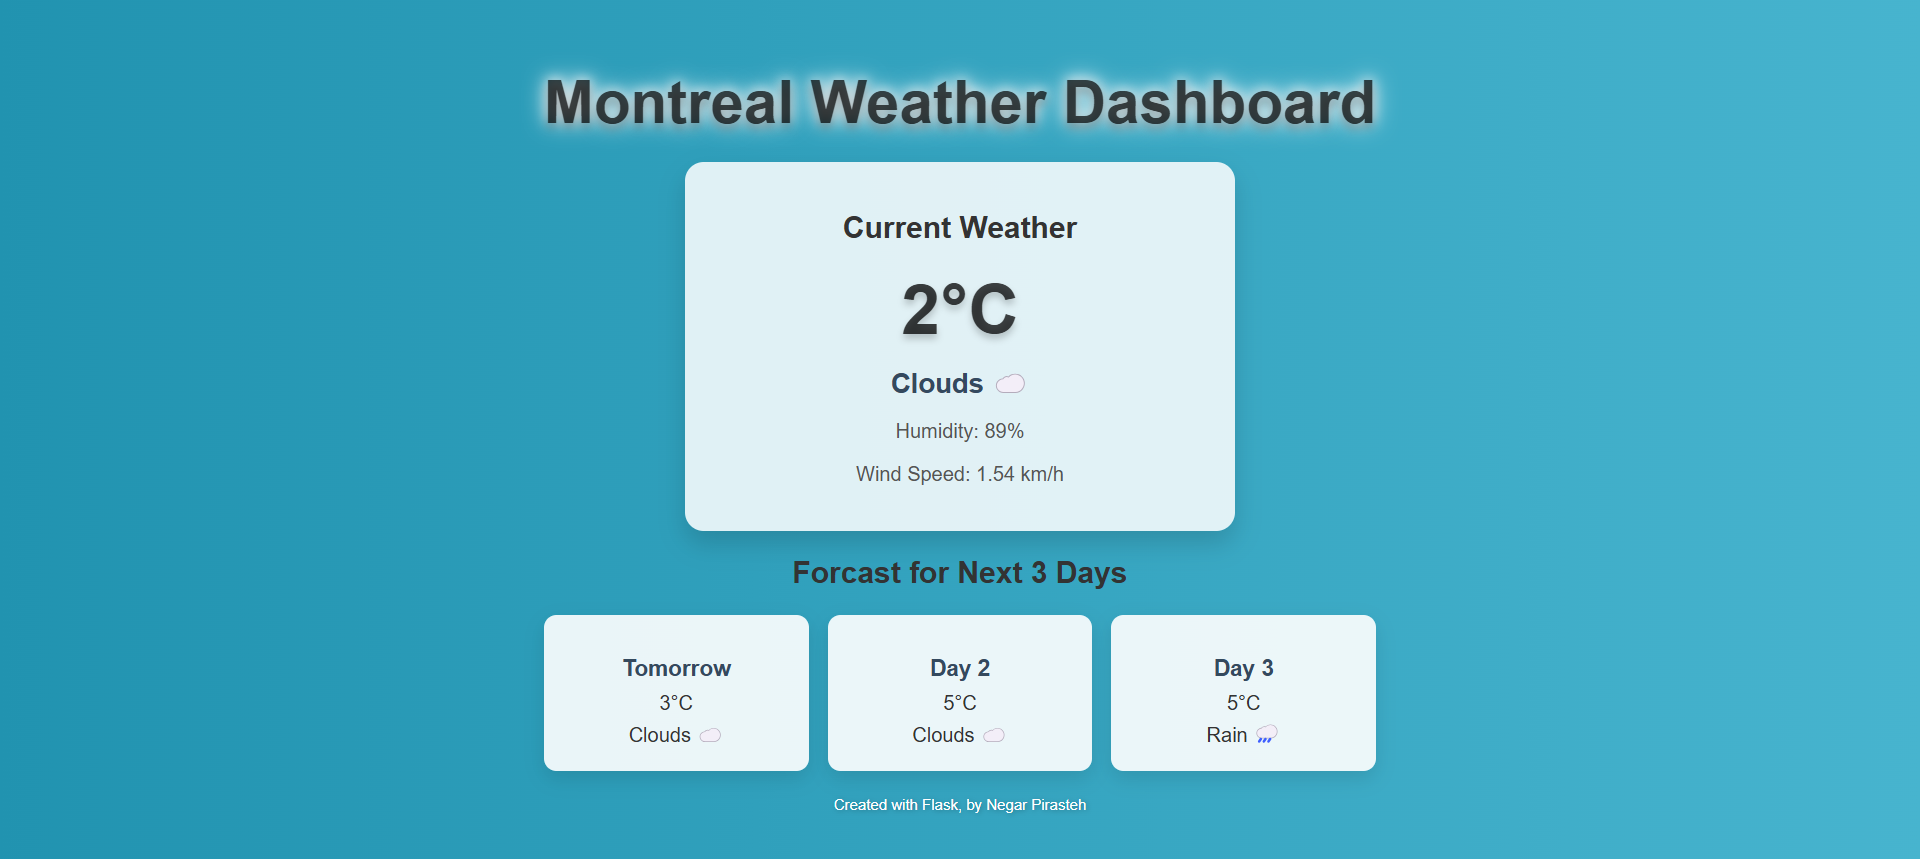 Montreal Weather Dashboard
Current Weather
2°C
Clouds
Humidity: 89%
Wind Speed: 1.54 km/h
Forcast for Next 3 Days
Tomorrow
3°C
Clouds
Day 2
5°C
Clouds
Day 3
5°C
Rain
Created with Flask, by Negar Pirasteh